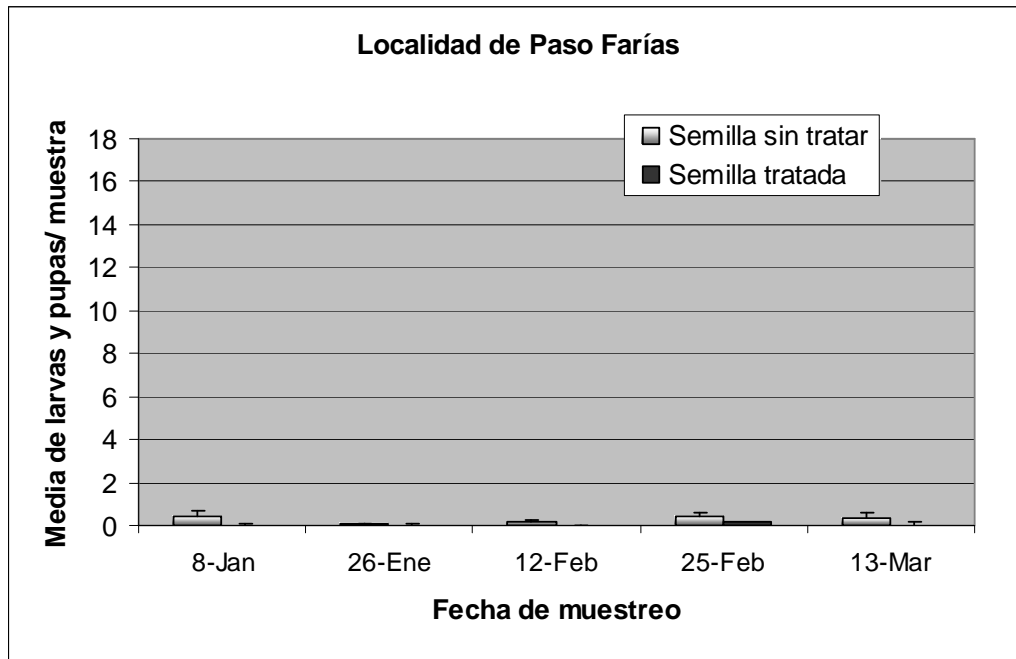 Localidad de Paso Farías
Semilla sin tratar
Semilla tratada
Media de larvas y pupas/ muestra
18
16
14
12
10
8
6
4
2
0
8-Jan 26-Ene 12-Feb 25-Feb 13-Mar
Fecha de muestreo